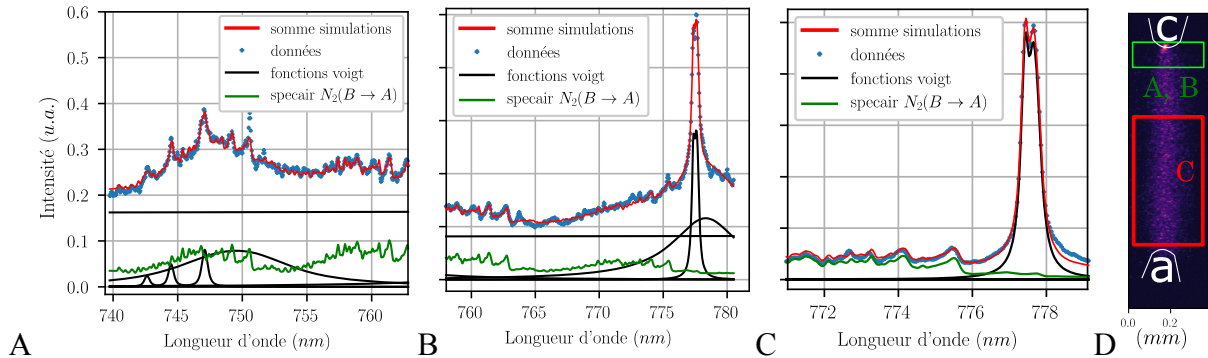 somme simulations
données
fonctions voigt
specair N₂(B → A)
Intensité (u.a.)
0.6
0.5
0.4
0.3
0.2
0.1
0.0
740 745 750 755 760
Longueur d'onde (nm)
A
somme simulations
données
fonctions voigt
specair N₂(B → A)
760 765 770 775 780
Longueur d'onde (nm)
B
somme simulations
données
fonctions voigt
specair N₂(B → A)
772 774 776 778
Longueur d'onde (nm)
C
c
A, B
C
a
0.0 0.2
(mm)
D